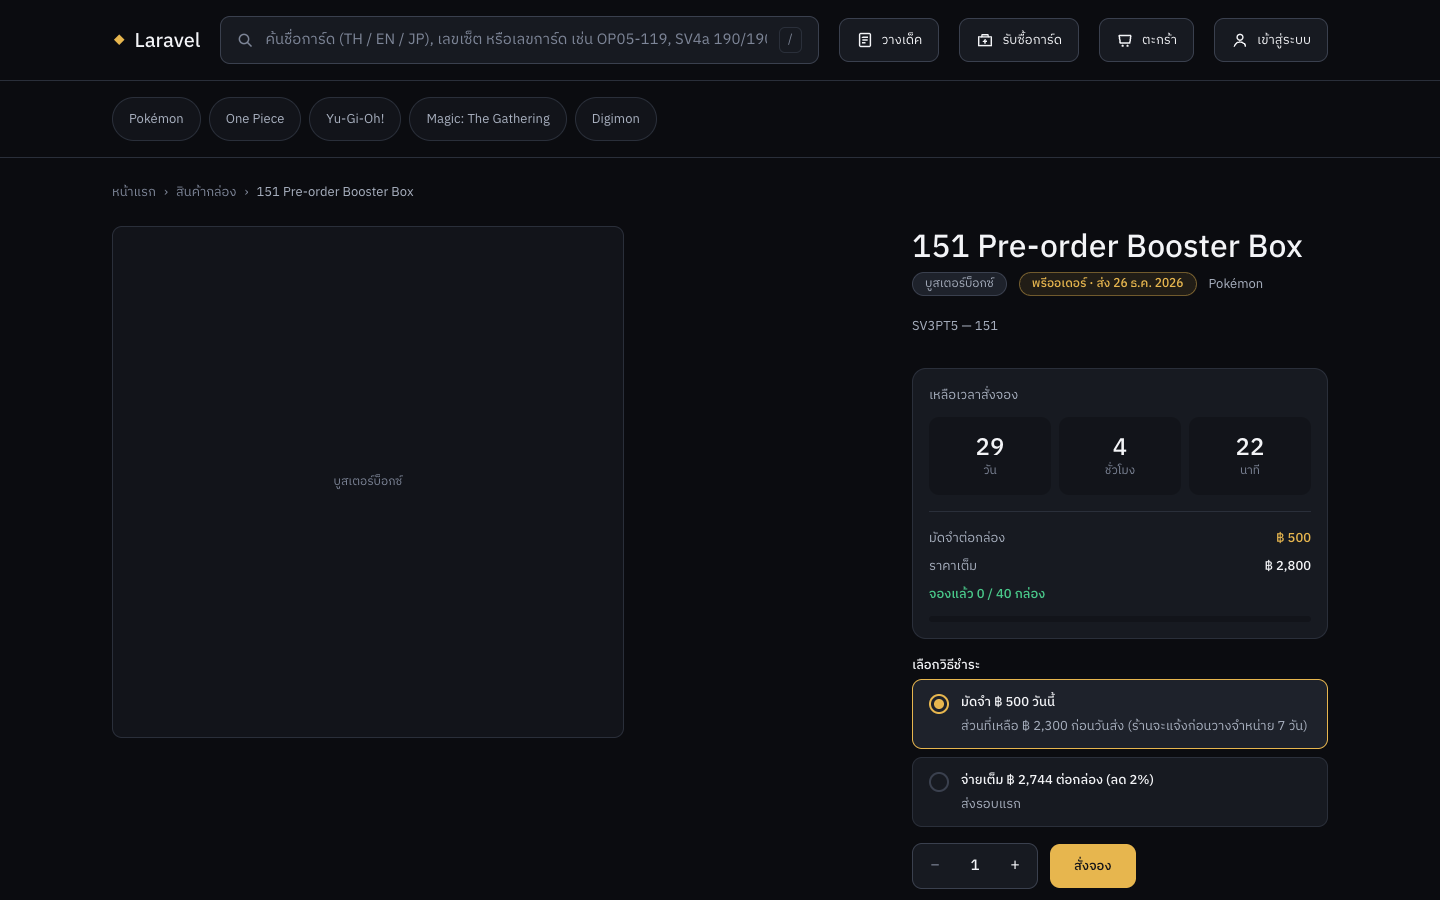 Laravel
ค้นชื่อการ์ด (TH / EN / JP), เลขเซ็ต หรือเลขการ์ด เช่น OP05-119, SV4a 190/190
/
วางเด็ค
รับซื้อการ์ด
ตะกร้า
เข้าสู่ระบบ
Pokémon
One Piece
Yu-Gi-Oh!
Magic: The Gathering
Digimon
หน้าแรก › สินค้ากล่อง › 151 Pre-order Booster Box
บูสเตอร์บ็อกซ์
151 Pre-order Booster Box
บูสเตอร์บ็อกซ์
พรีออเดอร์ · ส่ง 26 ธ.ค. 2026
Pokémon
SV3PT5 — 151
เหลือเวลาสั่งจอง
29
วัน
4
ชั่วโมง
22
นาที
มัดจำต่อกล่อง
฿ 500
ราคาเต็ม
฿ 2,800
จองแล้ว 0 / 40 กล่อง
เลือกวิธีชำระ
มัดจำ ฿ 500 วันนี้
ส่วนที่เหลือ ฿ 2,300 ก่อนวันส่ง (ร้านจะแจ้งก่อนวางจำหน่าย 7 วัน)
จ่ายเต็ม ฿ 2,744 ต่อกล่อง (ลด 2%)
ส่งรอบแรก
− 1 +
สั่งจอง